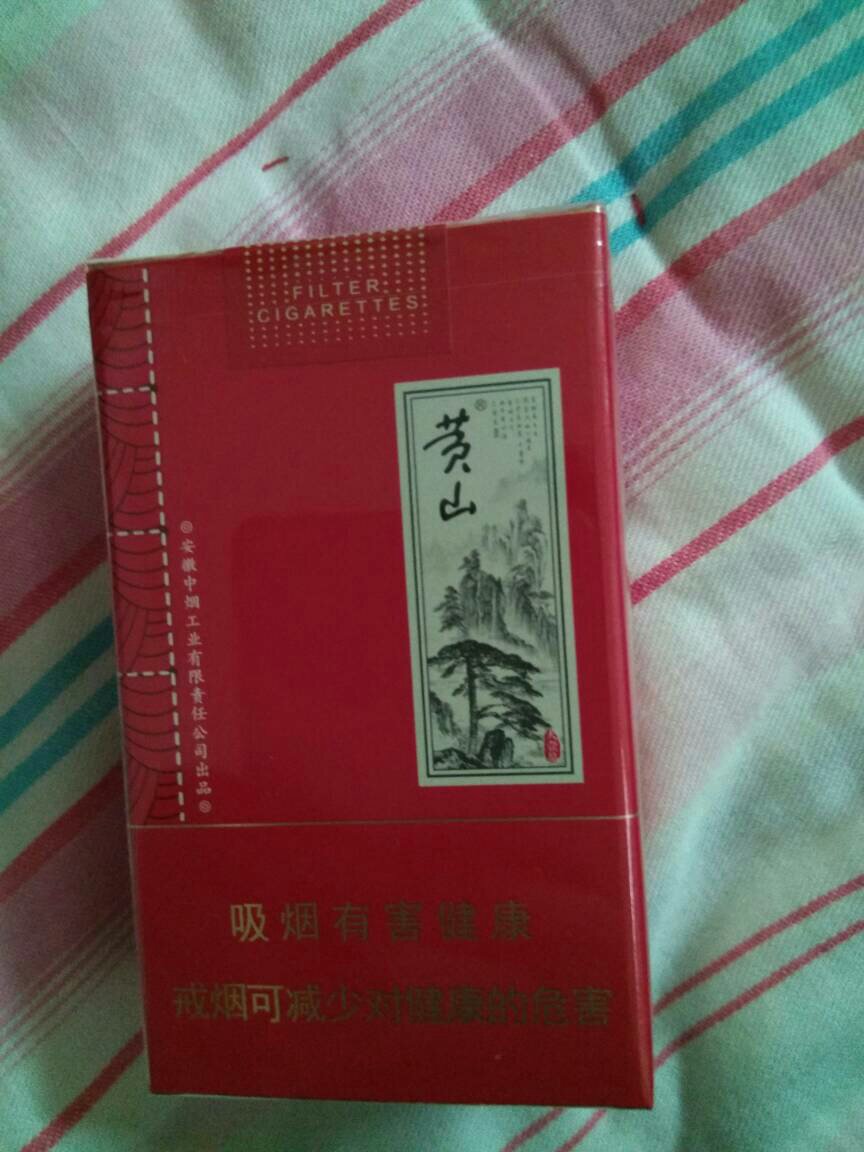 FILTER
CIGARETTES
黄山®
◎安徽中烟工业有限责任公司出品◎
吸烟有害健康
戒烟可减少对健康的危害